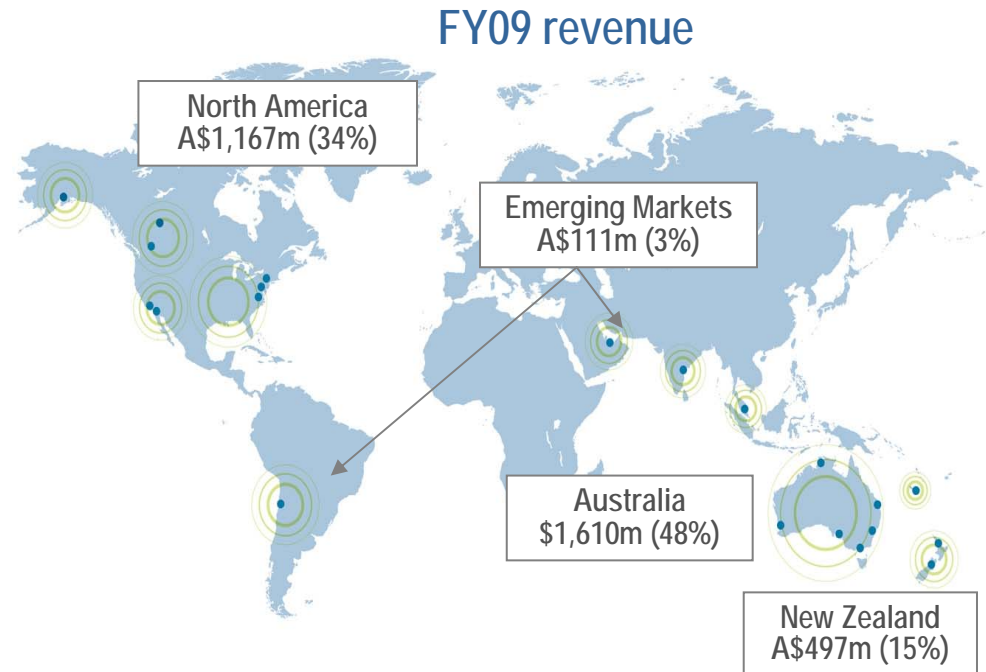 FY09 revenue
North America
A$1,167m (34%)
Emerging Markets
A$111m (3%)
Australia
$1,610m (48%)
New Zealand
A$497m (15%)